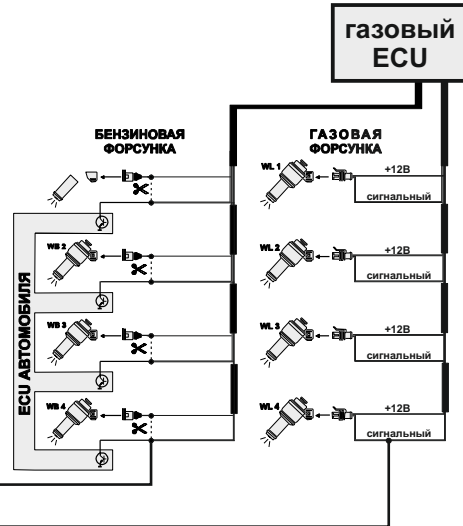 газовый
ECU
БЕНЗИНОВАЯ
ФОРСУНКА
ГАЗОВАЯ
ФОРСУНКА
WL 1
+12В
сигнальный
WB 2
WL 2
+12В
сигнальный
WB 3
WL 3
+12В
сигнальный
WB 4
WL 4
+12В
сигнальный
ECU АВТОМОБИЛЯ